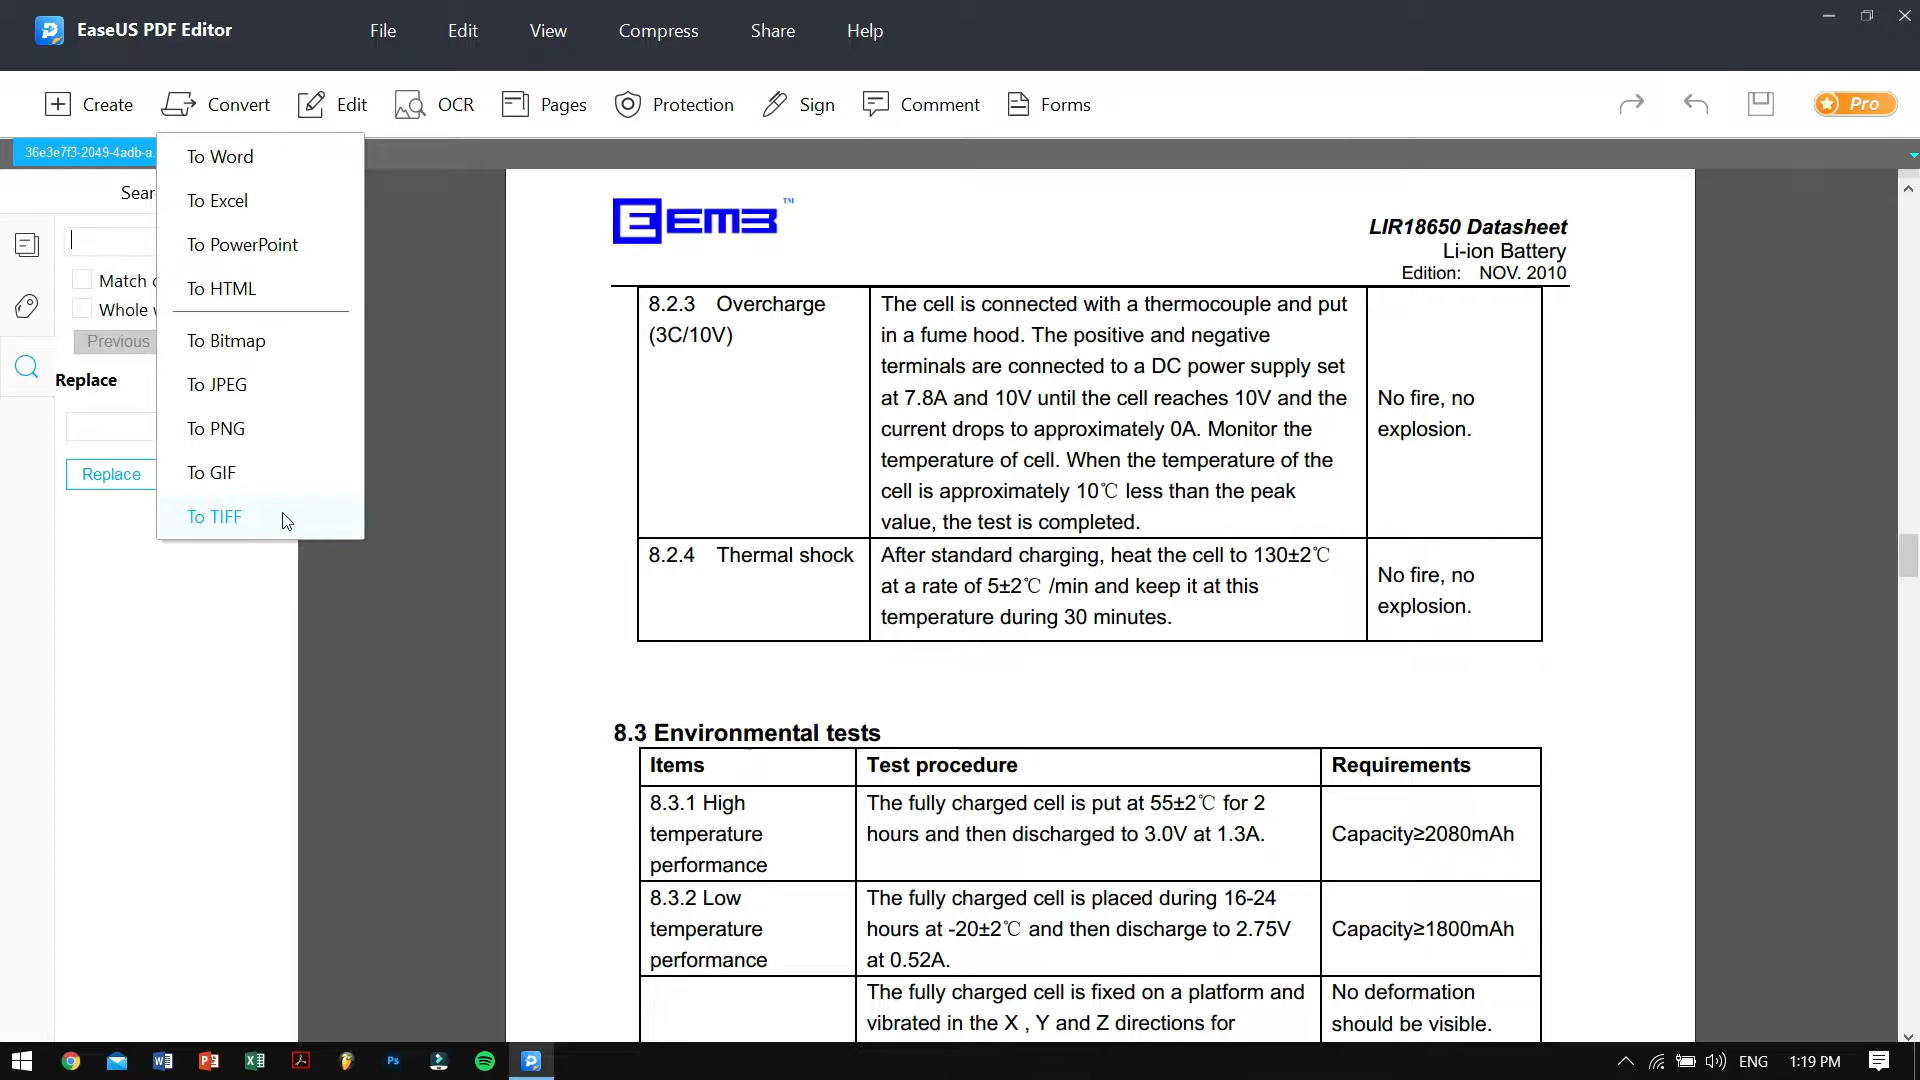 EaseUS PDF Editor
File Edit View Compress Share Help
Create Convert Edit OCR Pages Protection Sign Comment Forms
Pro
36e3e7f3-2049-4adb-a.
To Word
To Excel
To PowerPoint
To HTML
To Bitmap
To JPEG
To PNG
To GIF
To TIFF
Sear
Match c
Whole
Previous
Replace
Replace
EEMB™
LIR18650 Datasheet
Li-ion Battery
Edition: NOV. 2010
8.2.3 Overcharge
(3C/10V)
The cell is connected with a thermocouple and put
in a fume hood. The positive and negative
terminals are connected to a DC power supply set
at 7.8A and 10V until the cell reaches 10V and the
current drops to approximately 0A. Monitor the
temperature of cell. When the temperature of the
cell is approximately 10℃ less than the peak
value, the test is completed.
No fire, no
explosion.
8.2.4 Thermal shock
After standard charging, heat the cell to 130±2℃
at a rate of 5±2℃ /min and keep it at this
temperature during 30 minutes.
No fire, no
explosion.
8.3 Environmental tests
Items Test procedure Requirements
8.3.1 High
temperature
performance
The fully charged cell is put at 55±2℃ for 2
hours and then discharged to 3.0V at 1.3A.
Capacity≥2080mAh
8.3.2 Low
temperature
performance
The fully charged cell is placed during 16-24
hours at -20±2℃ and then discharge to 2.75V
at 0.52A.
Capacity≥1800mAh
The fully charged cell is fixed on a platform and
vibrated in the X , Y and Z directions for
No deformation
should be visible.
Ps
ENG 1:19 PM